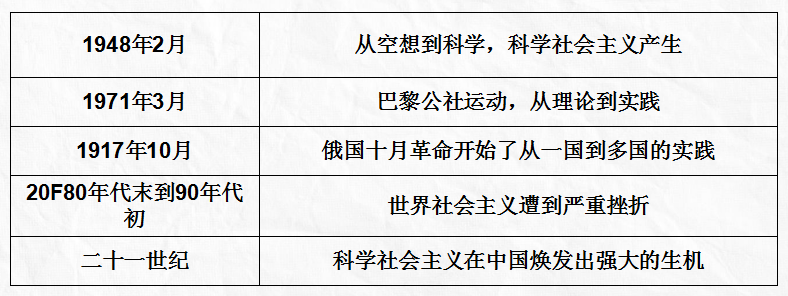 1948年2月
从空想到科学，科学社会主义产生
1971年3月
巴黎公社运动，从理论到实践
1917年10月
俄国十月革命开始了从一国到多国的实践
20F80年代末到90年代
初
世界社会主义遭到严重挫折
二十一世纪
科学社会主义在中国焕发出强大的生机